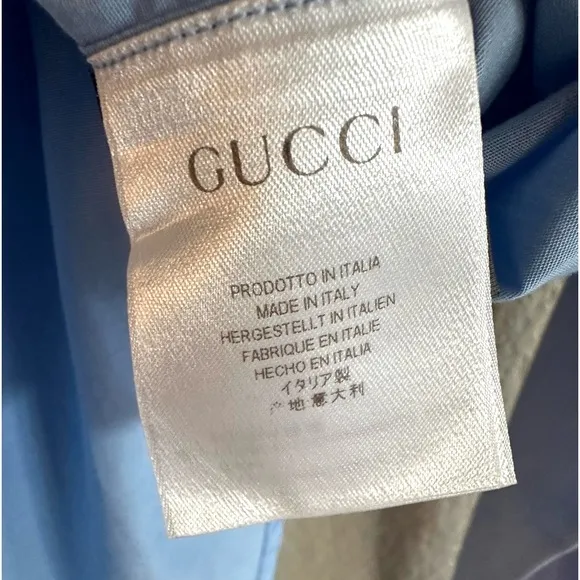 GUCCI
PRODOTTO IN ITALIA
MADE IN ITALY
HERGESTELLT IN ITALIEN
FABRIQUE EN ITALIE
HECHO EN ITALIA
イタリア製
产地意大利